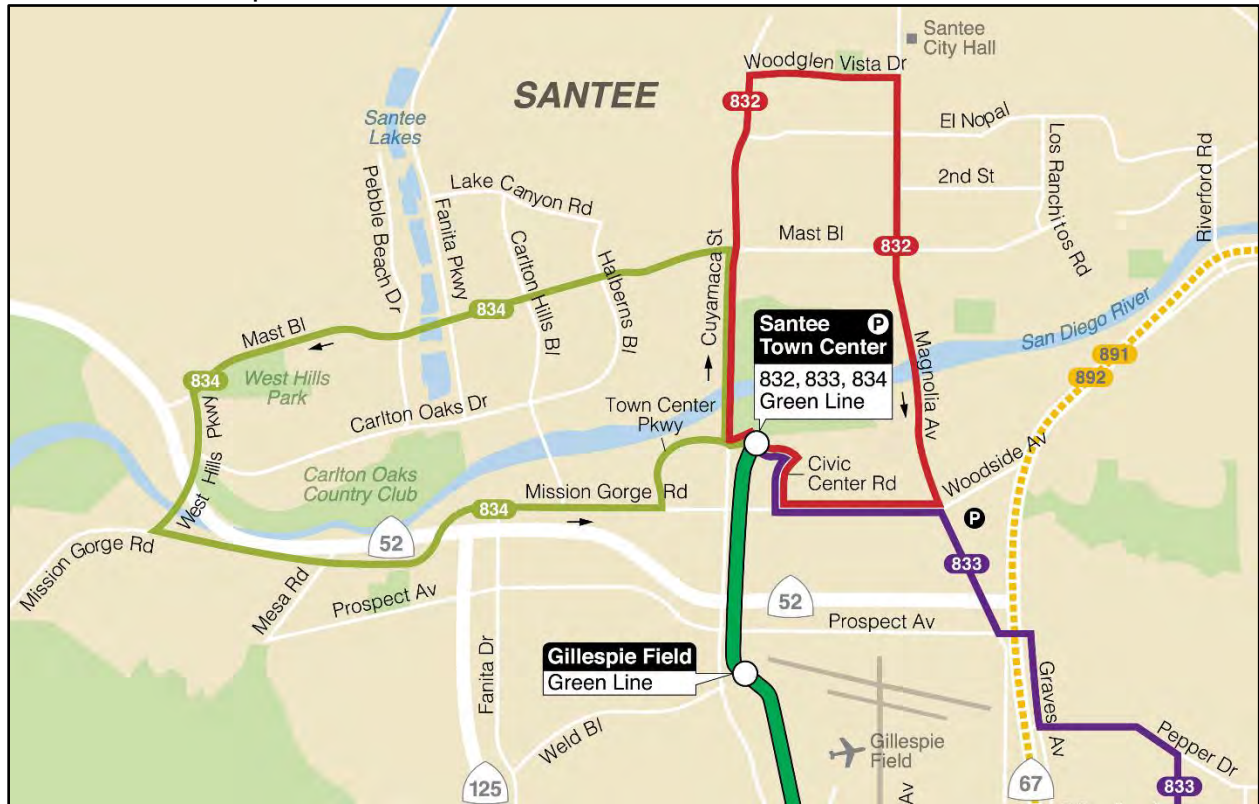 Santee
City Hall
Woodglen Vista Dr
SANTEE
832
Santee
Lakes
El Nopal
Los Ranchitos Rd
Riverford Rd
Pebble Beach Dr
Fanita Pkwy
Lake Canyon Rd
2nd St
Carlton Hills Bl
Halberns Bl
Cuyamaca St
Mast Bl
832
834
Mast Bl
San Diego River
Santee P
Town Center
832, 833, 834
Green Line
891
892
834
West Hills
Park
West Hills Pkwy
Magnolia Av
Carlton Oaks Dr
Town Center
Pkwy
Carlton Oaks
Country Club
Civic
Center Rd
Woodside Av
Mission Gorge Rd
834
P
Mission Gorge Rd
52
833
Mesa Rd
Prospect Av
52
Prospect Av
Gillespie Field
Green Line
Fanita Dr
Graves Av
Weld Bl
Gillespie
Field
Pepper Dr
125
Av
67
833